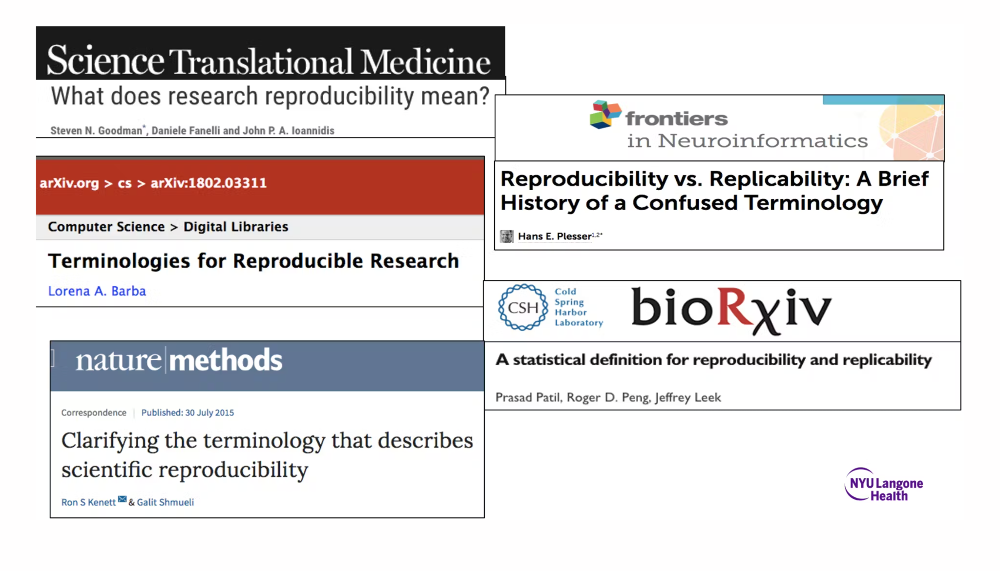 Science Translational Medicine
What does research reproducibility mean?
Steven N. Goodman*, Daniele Fanelli and John P. A. Ioannidis
arXiv.org > cs > arXiv:1802.03311
Computer Science > Digital Libraries
Terminologies for Reproducible Research
Lorena A. Barba
nature methods
Correspondence | Published: 30 July 2015
Clarifying the terminology that describes
scientific reproducibility
Ron S Kenett & Galit Shmueli
frontiers
in Neuroinformatics
Reproducibility vs. Replicability: A Brief
History of a Confused Terminology
Hans E. Plesser1,2*
CSH
Cold
Spring
Harbor
Laboratory
bioRxiv
A statistical definition for reproducibility and replicability
Prasad Patil, Roger D. Peng, Jeffrey Leek
NYU Langone
Health